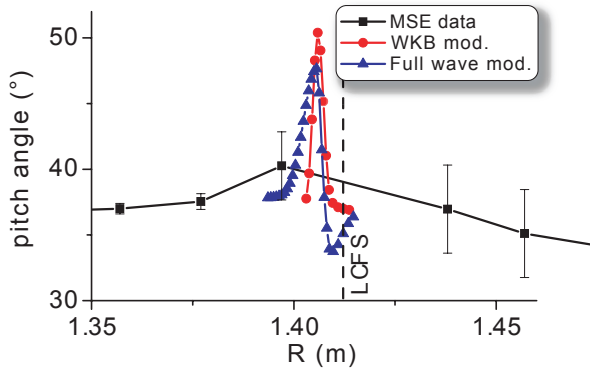 MSE data
WKB mod.
Full wave mod.
pitch angle (°)
50
40
30
LCFS
1.35
1.40
1.45
R (m)